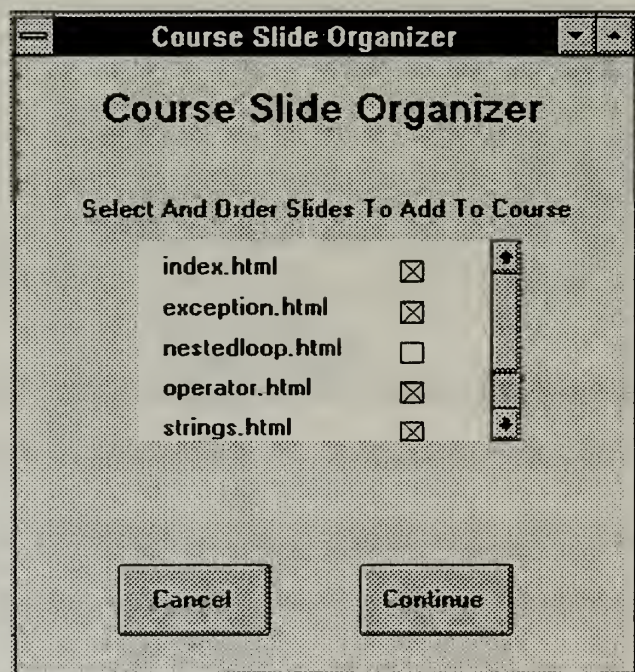 Course Slide Organizer
Course Slide Organizer
Select And Order Slides To Add To Course
index.html
exception.html
nestedloop.html
operator.html
strings.html
Cancel Continue